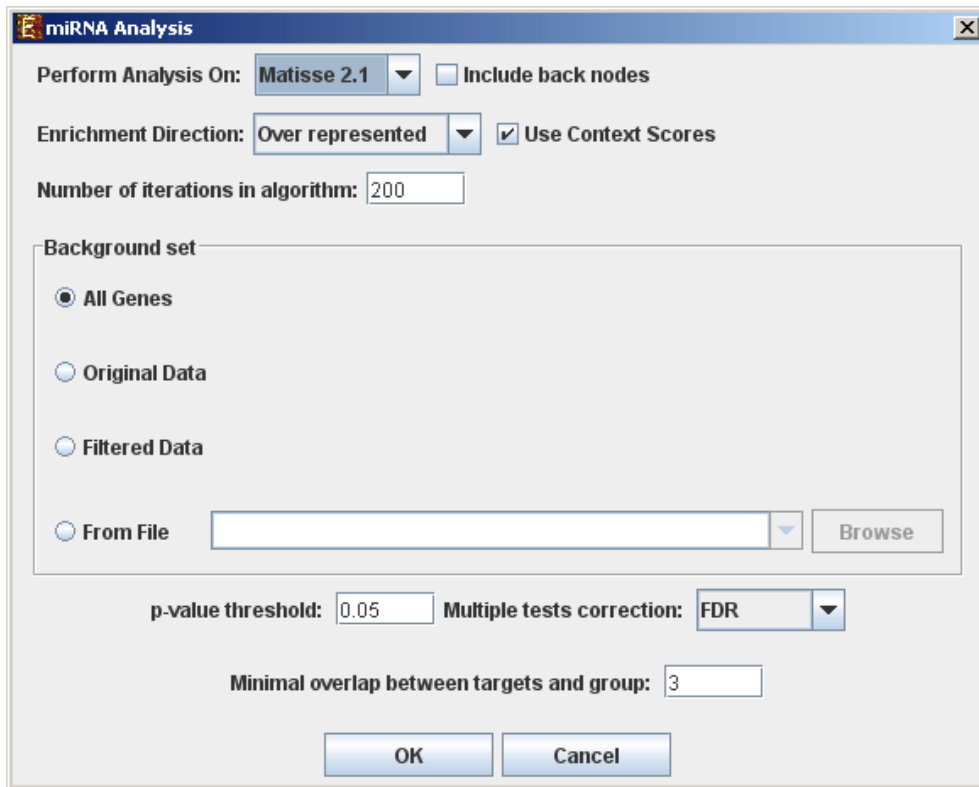 miRNA Analysis
Perform Analysis On: Matisse 2.1 Include back nodes
Enrichment Direction: Over represented Use Context Scores
Number of iterations in algorithm: 200
Background set
All Genes
Original Data
Filtered Data
From File Browse
p-value threshold: 0.05 Multiple tests correction: FDR
Minimal overlap between targets and group: 3
OK Cancel